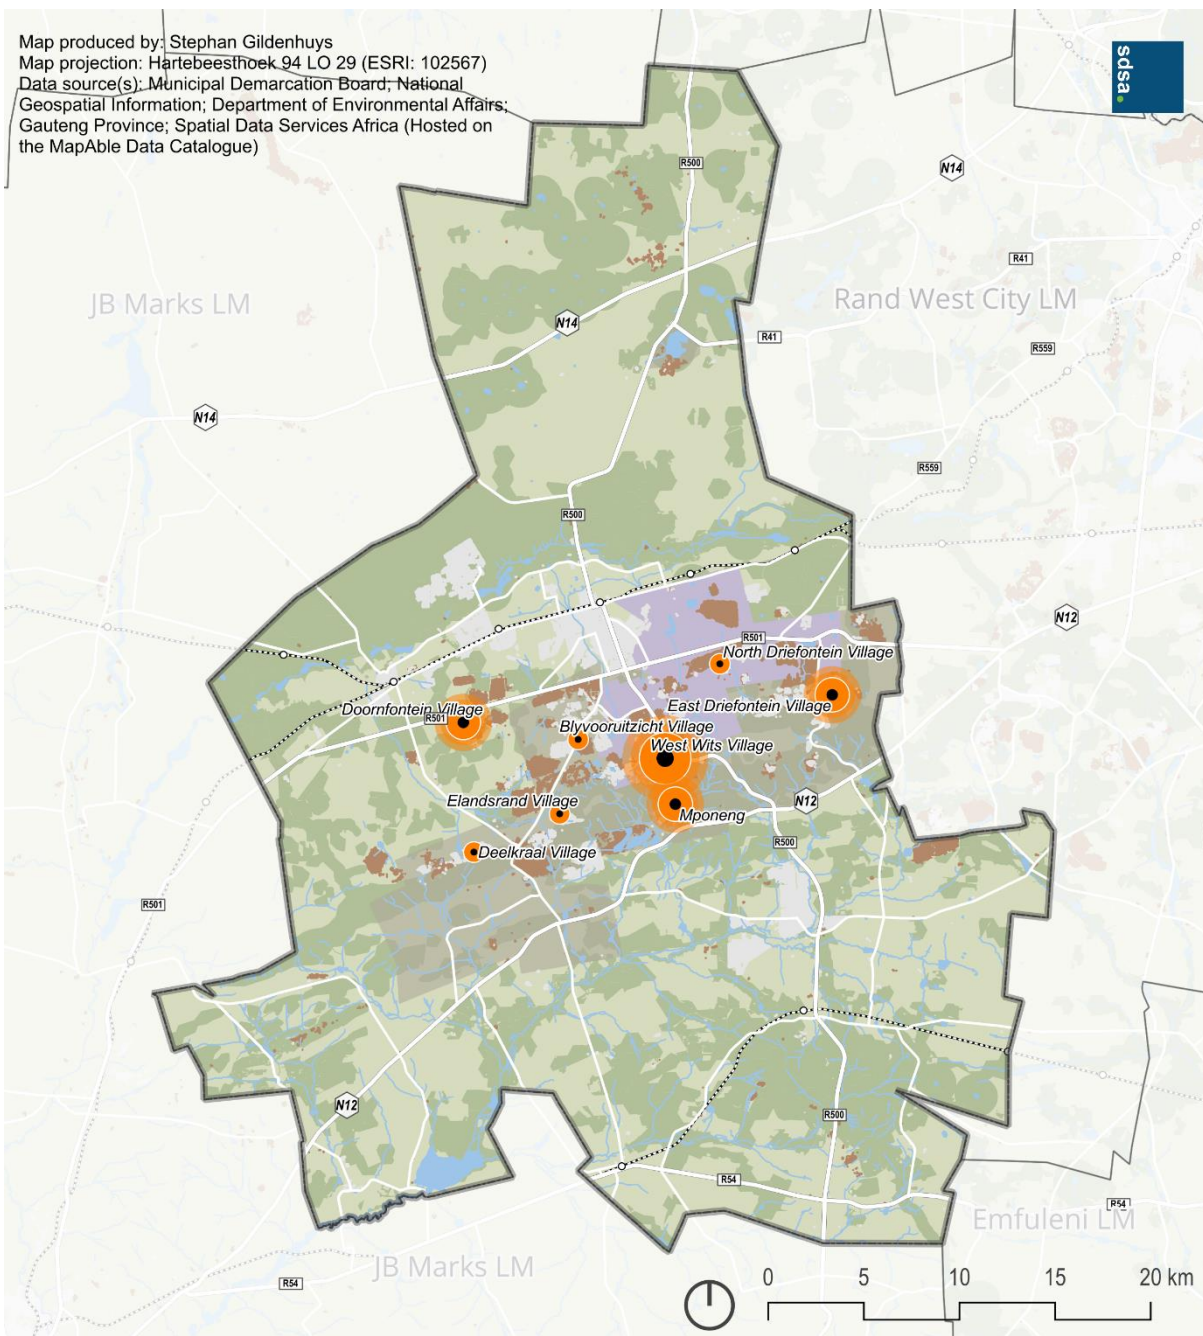 Map produced by: Stephan Gildenhuys
Map projection: Hartebeesthoek 94 LO 29 (ESRI: 102567)
Data source(s): Municipal Demarcation Board; National
Geospatial Information; Department of Environmental Affairs;
Gauteng Province; Spatial Data Services Africa (Hosted on
the MapAble Data Catalogue)
sdsa.
R500
N14
R41
JB Marks LM
Rand West City LM
N14
R41
R559
N14
R559
R500
N12
R501
North Driefontein Village
East Driefontein Village
Doornfontein Village
R501
Blyvooruitzicht Village
West Wits Village
Elandsrand Village
N12
Mponeng
R500
Deelkraal Village
R501
N12
R500
R54
R54
Emfuleni LM
JB Marks LM
R54
0 5 10 15 20 km